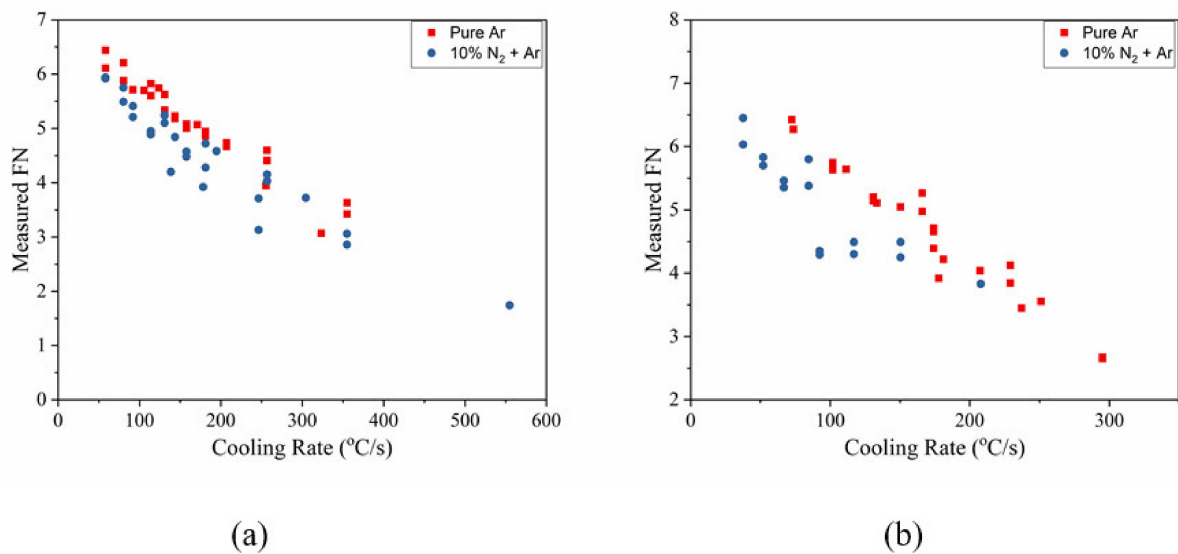 7
6
5
4
3
2
1
0
Measured FN
0 100 200 300 400 500 600
Cooling Rate (°C/s)
Pure Ar
10% N₂ + Ar
(a)
8
7
6
5
4
3
2
Measured FN
0 100 200 300
Cooling Rate (°C/s)
Pure Ar
10% N₂ + Ar
(b)